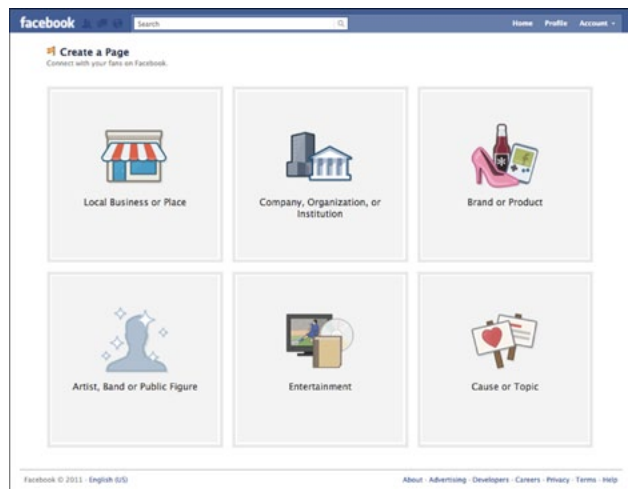 facebook
Search
Home Profile Account
Create a Page
Connect with your fans on Facebook.
Local Business or Place
Company, Organization, or
Institution
Brand or Product
Artist, Band or Public Figure
Entertainment
Cause or Topic
Facebook © 2011 · English (US)
About · Advertising · Developers · Careers · Privacy · Terms · Help